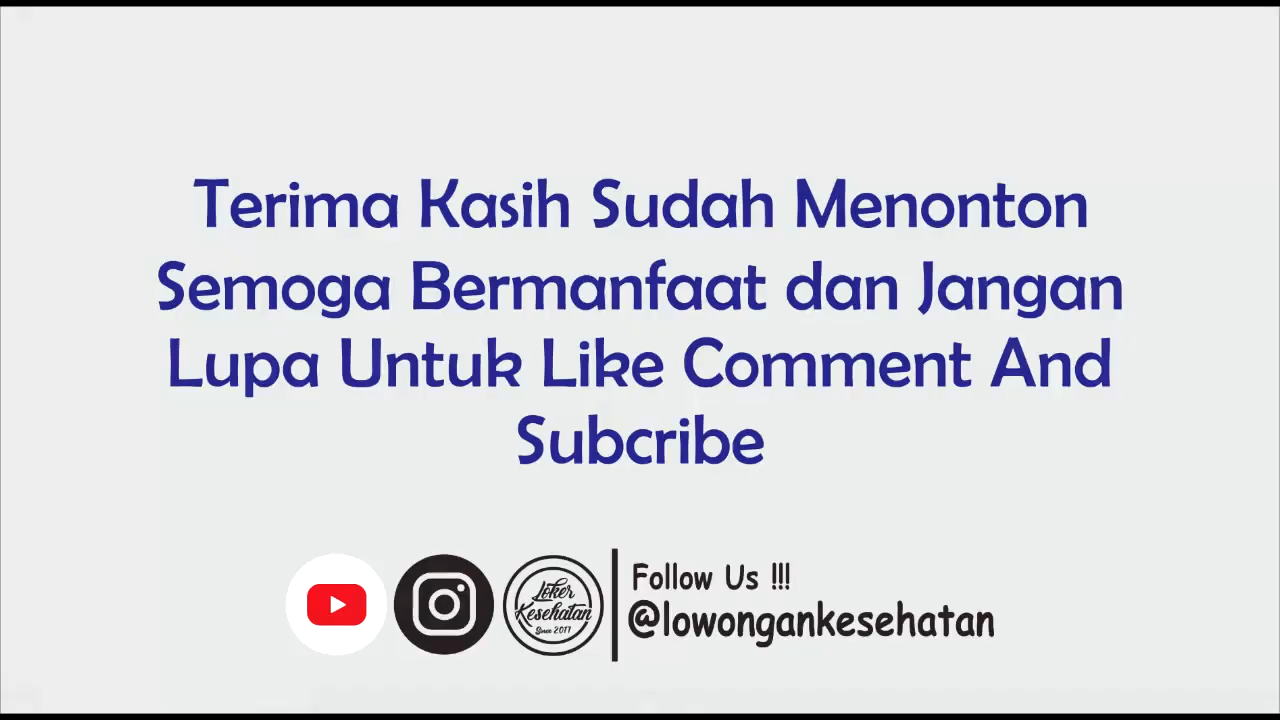 Terima Kasih Sudah Menonton
Semoga Bermanfaat dan Jangan
Lupa Untuk Like Comment And
Subcribe
Loker
Kesehatan
Since 2017
Follow Us !!!
@lowongankesehatan